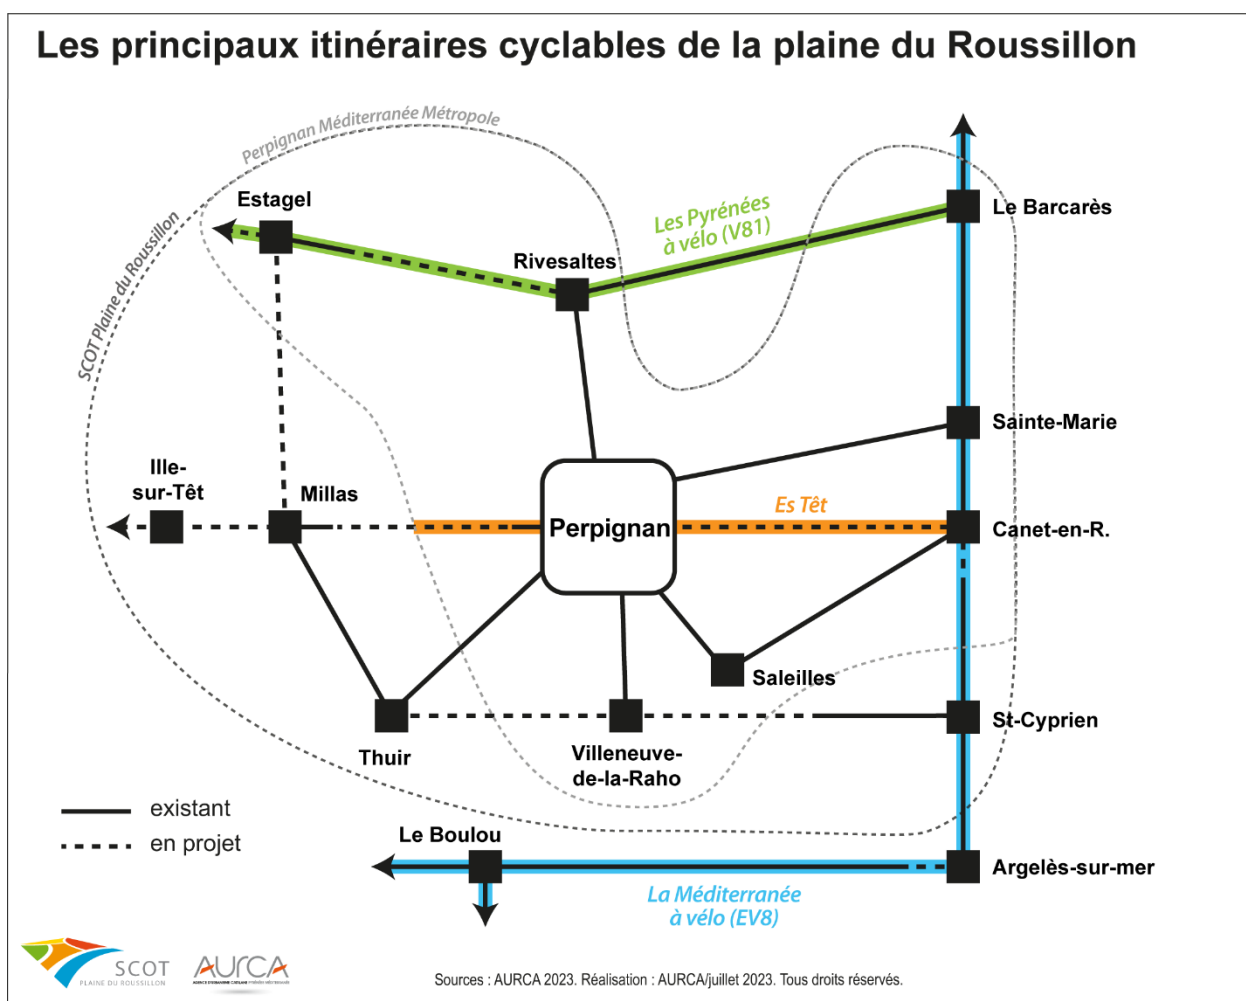 Les principaux itinéraires cyclables de la plaine du Roussillon
Perpignan Méditerranée Métropole
SCOT Plaine du Roussillon
Estagel
Les Pyrénées
à vélo (V81)
Le Barcarès
Rivesaltes
Sainte-Marie
Ille-
sur-Têt
Millas
Perpignan
Es Têt
Canet-en-R.
Saleilles
Thuir
Villeneuve-
de-la-Raho
St-Cyprien
existant
en projet
Le Boulou
Argelès-sur-mer
La Méditerranée
à vélo (EV8)
SCOT
PLAINE DU ROUSSILLON
AURCA
Sources : AURCA 2023. Réalisation : AURCA/juillet 2023. Tous droits réservés.